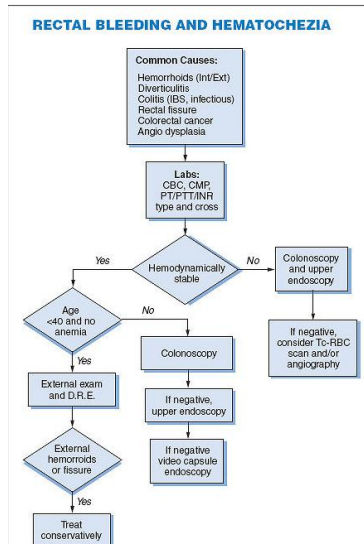 RECTAL BLEEDING AND HEMATOCHEZIA
Common Causes:
Hemorrhoids (Int/Ext)
Diverticulitis
Colitis (IBS, infectious)
Rectal fissure
Colorectal cancer
Angio dysplasia
Labs:
CBC, CMP,
PT/PTT/INR
type and cross
Hemodynamically
stable
Yes
No
Colonoscopy
and upper
endoscopy
If negative,
consider Tc-RBC
scan and/or
angiography
Age
<40 and no
anemia
No
Colonoscopy
If negative,
upper endoscopy
If negative
video capsule
endoscopy
Yes
External exam
and D.R.E.
External
hemorroids
or fissure
Yes
Treat
conservatively